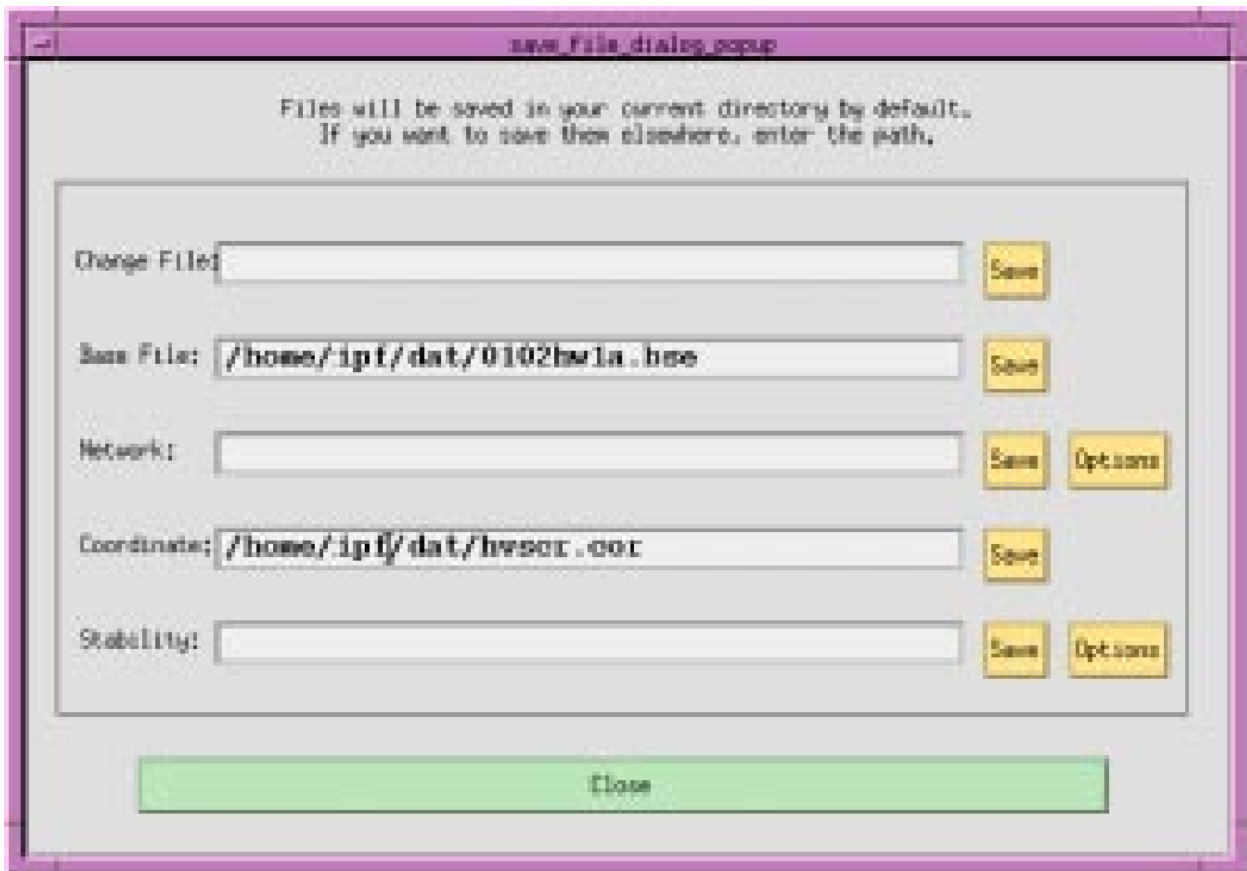 save_file_dialog_popup
Files will be saved in your current directory by default.
If you want to save them elsewhere, enter the path.
Change File: Save
Base File: /home/ipf/dat/0102hw1a.bse Save
Network: Save Options
Coordinate: /home/ipf/dat/hvscr.cor Save
Stability: Save Options
Close